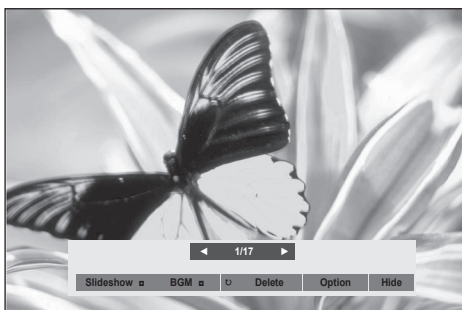 ◄ 1/17 ►
Slideshow ◘ BGM ◘ ↻ Delete Option Hide